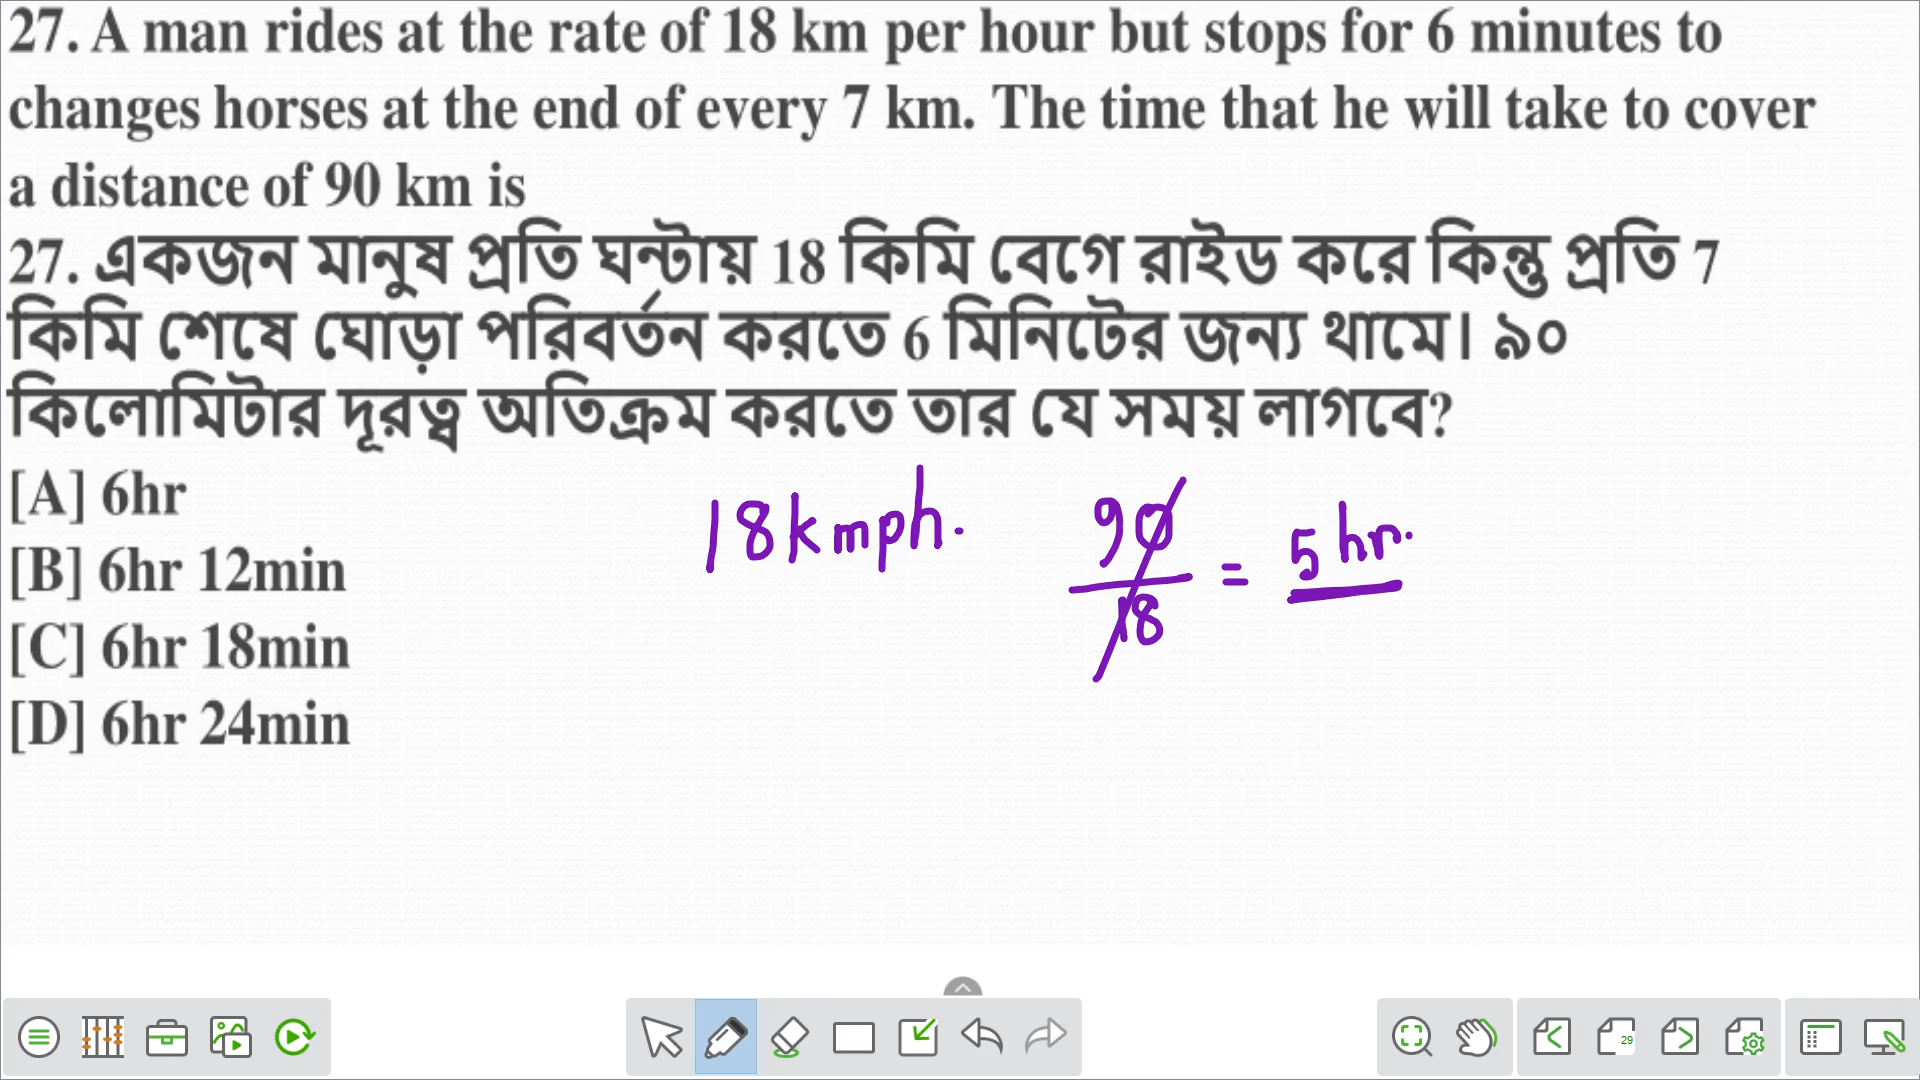 27. A man rides at the rate of 18 km per hour but stops for 6 minutes to
changes horses at the end of every 7 km. The time that he will take to cover
a distance of 90 km is
27. একজন মানুষ প্রতি ঘন্টায় 18 কিমি বেগে রাইড করে কিন্তু প্রতি 7
কিমি শেষে ঘোড়া পরিবর্তন করতে 6 মিনিটের জন্য থামে। ৯০
কিলোমিটার দূরত্ব অতিক্রম করতে তার যে সময় লাগবে?
[A] 6hr
[B] 6hr 12min
[C] 6hr 18min
[D] 6hr 24min
18kmph.
90
18
= 5hr.
29